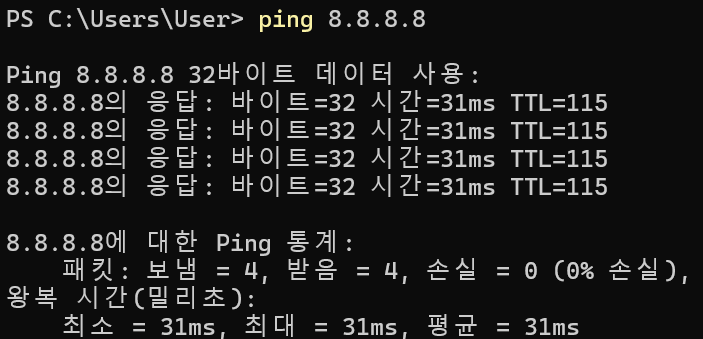 PS C:\Users\User> ping 8.8.8.8
Ping 8.8.8.8 32바이트 데이터 사용:
8.8.8.8의 응답: 바이트=32 시간=31ms TTL=115
8.8.8.8의 응답: 바이트=32 시간=31ms TTL=115
8.8.8.8의 응답: 바이트=32 시간=31ms TTL=115
8.8.8.8의 응답: 바이트=32 시간=31ms TTL=115
8.8.8.8에 대한 Ping 통계:
패킷: 보냄 = 4, 받음 = 4, 손실 = 0 (0% 손실),
왕복 시간(밀리초):
최소 = 31ms, 최대 = 31ms, 평균 = 31ms